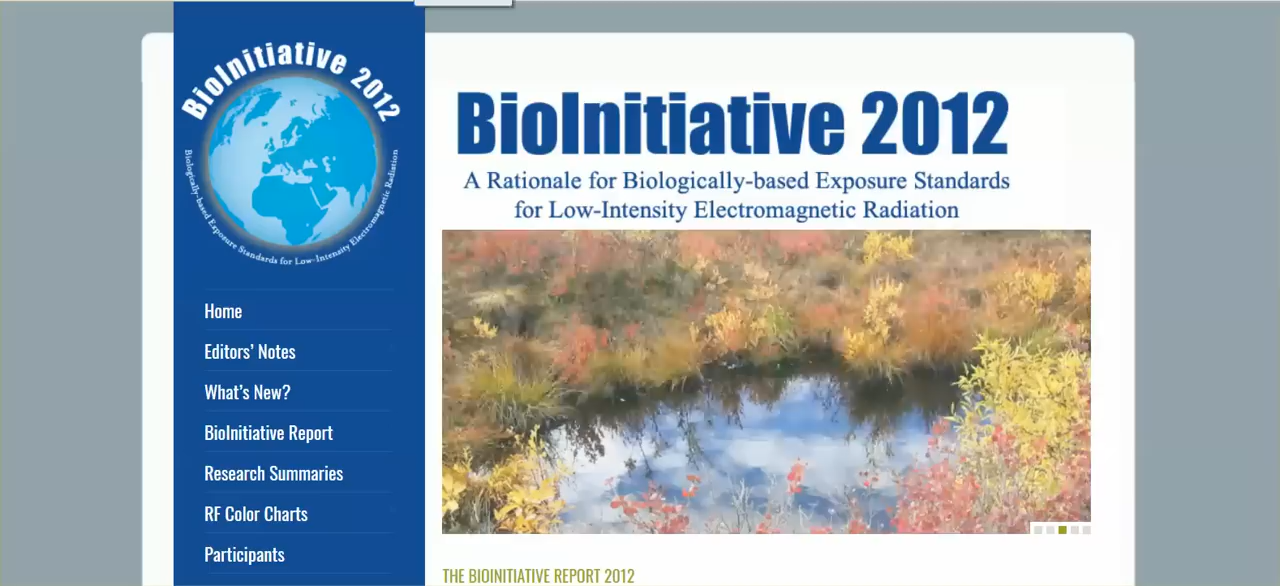 BioInitiative 2012
Biologically-based Exposure Standards for Low-Intensity Electromagnetic Radiation
Home
Editors' Notes
What's New?
BioInitiative Report
Research Summaries
RF Color Charts
Participants
BioInitiative 2012
A Rationale for Biologically-based Exposure Standards
for Low-Intensity Electromagnetic Radiation
THE BIOINITIATIVE REPORT 2012